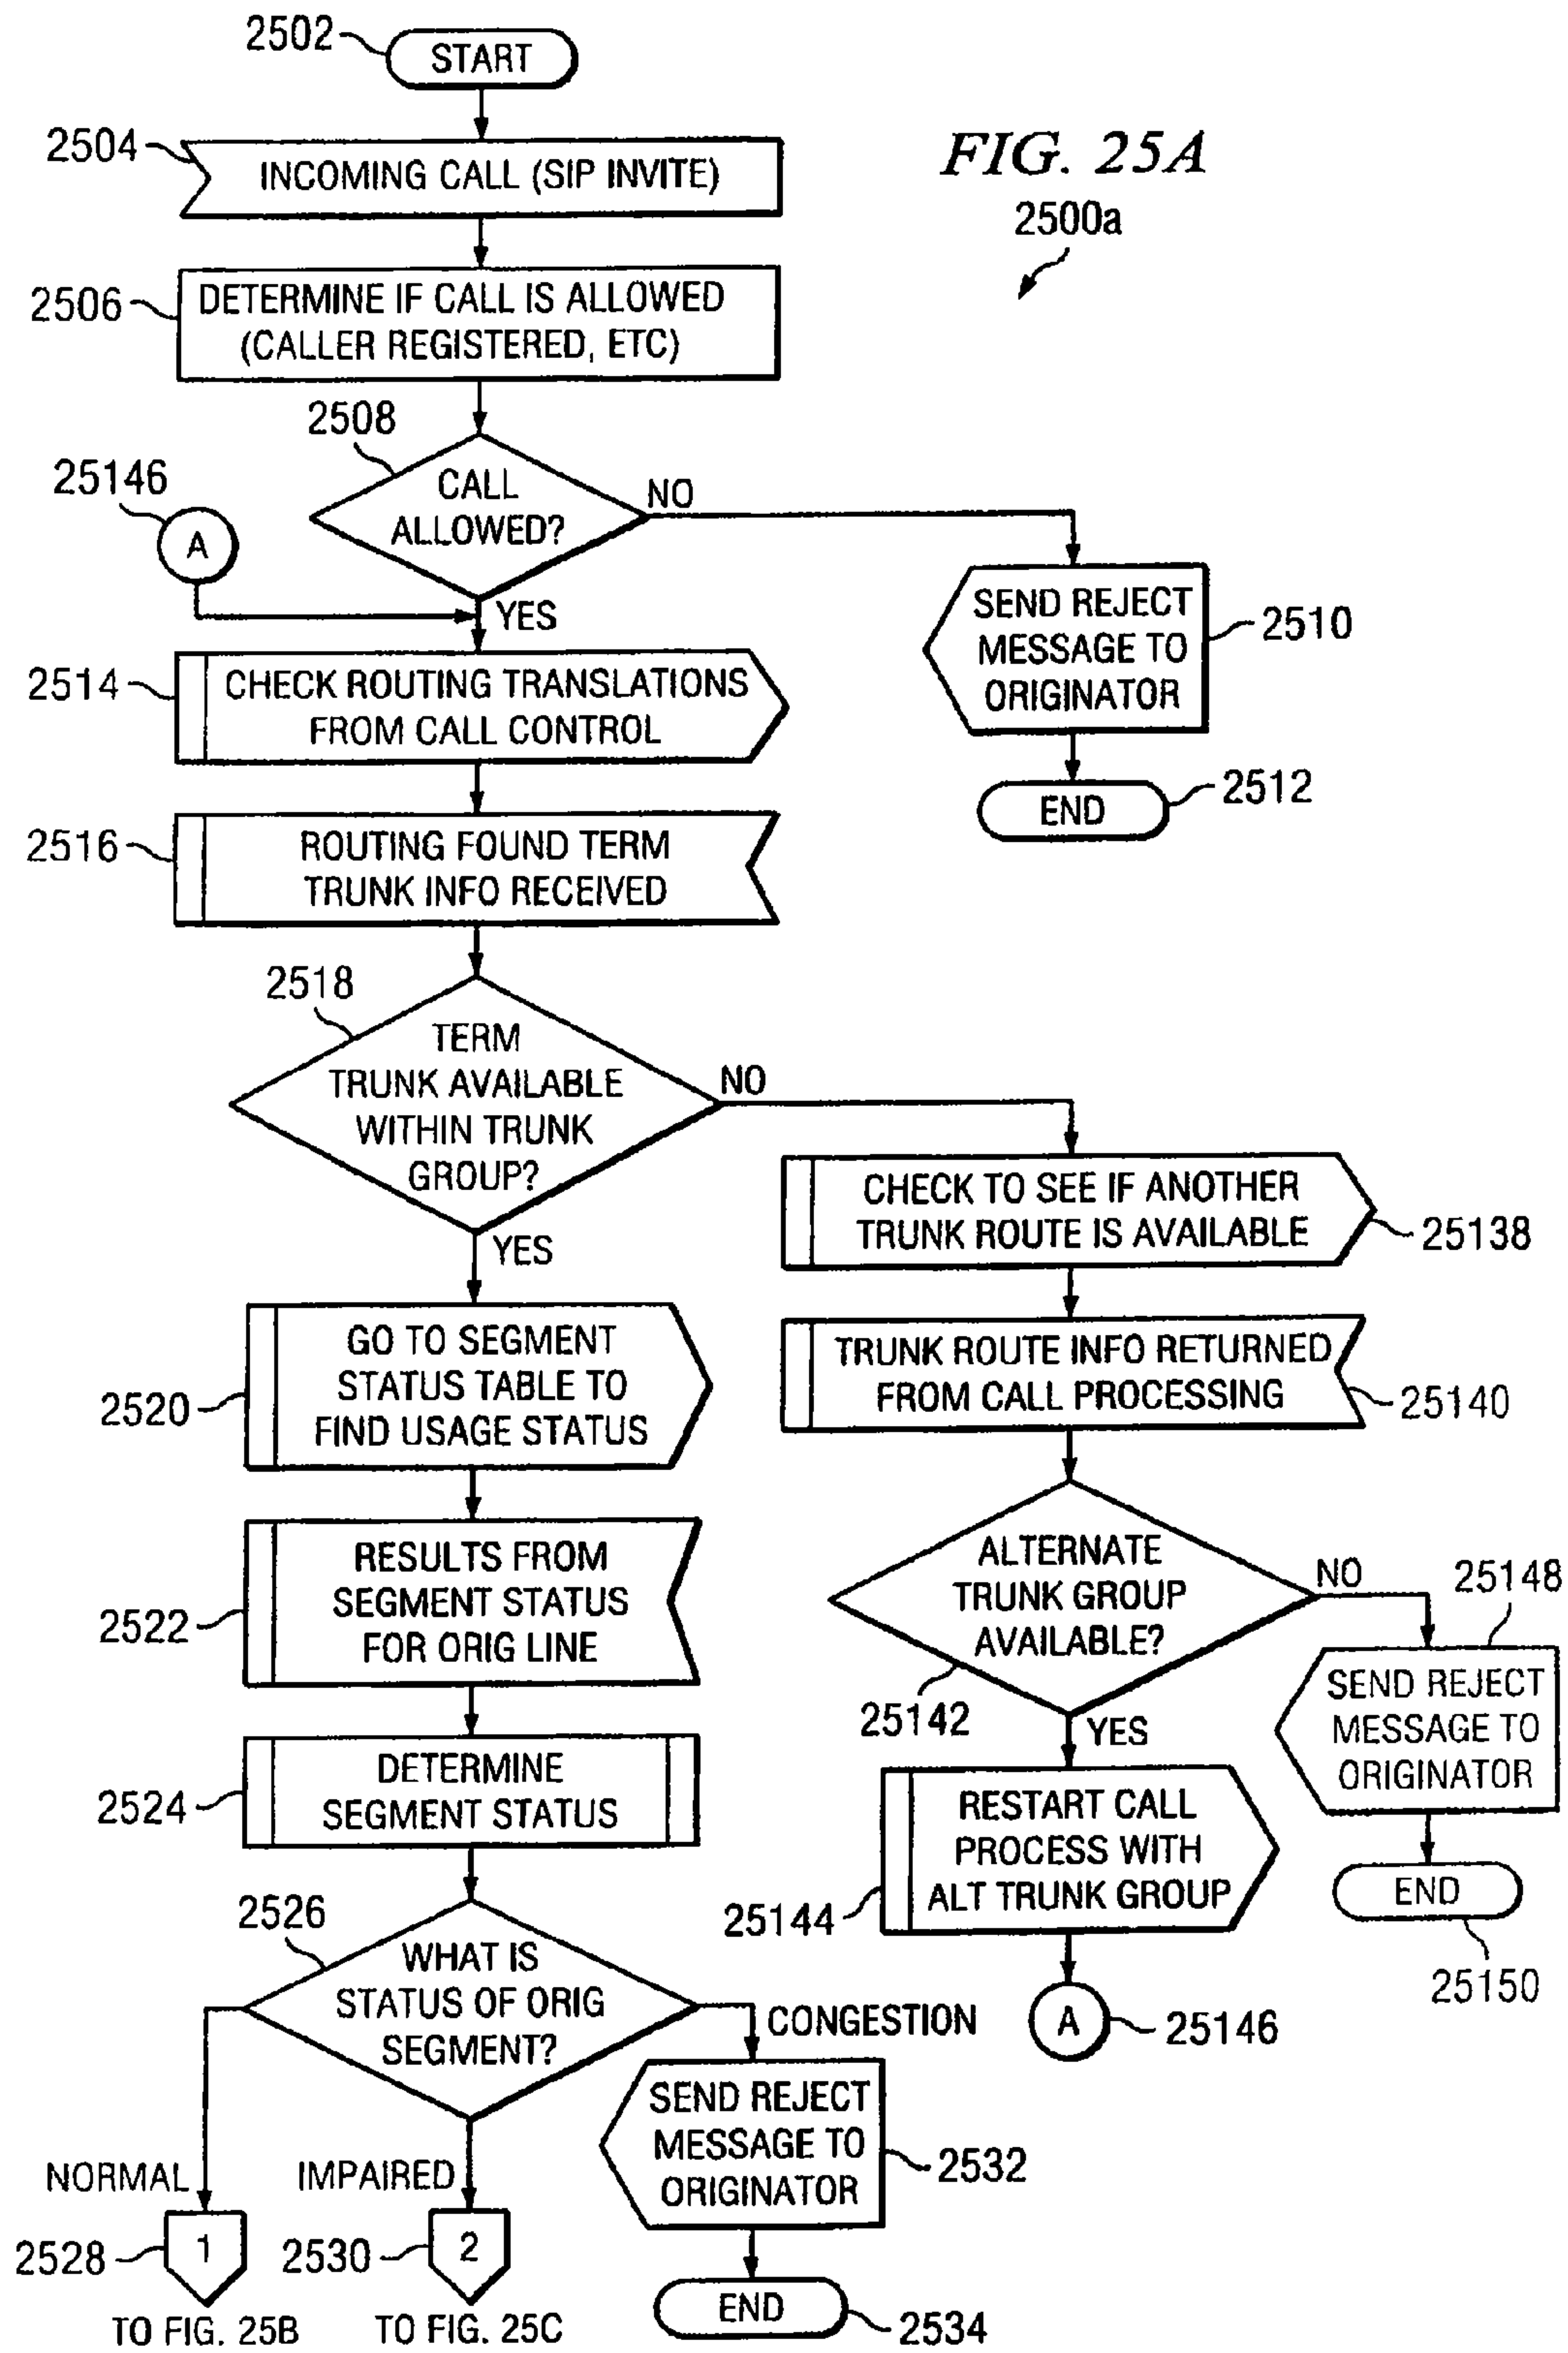 2502
START
FIG. 25A
2500a
2504
INCOMING CALL (SIP INVITE)
2506
DETERMINE IF CALL IS ALLOWED
(CALLER REGISTERED, ETC)
2508
CALL
ALLOWED?
NO
25146
A
YES
SEND REJECT
MESSAGE TO
ORIGINATOR
2510
END
2512
2514
CHECK ROUTING TRANSLATIONS
FROM CALL CONTROL
2516
ROUTING FOUND TERM
TRUNK INFO RECEIVED
2518
TERM
TRUNK AVAILABLE
WITHIN TRUNK
GROUP?
NO
YES
CHECK TO SEE IF ANOTHER
TRUNK ROUTE IS AVAILABLE
25138
TRUNK ROUTE INFO RETURNED
FROM CALL PROCESSING
25140
2520
GO TO SEGMENT
STATUS TABLE TO
FIND USAGE STATUS
2522
RESULTS FROM
SEGMENT STATUS
FOR ORIG LINE
ALTERNATE
TRUNK GROUP
AVAILABLE?
25142
NO
25148
SEND REJECT
MESSAGE TO
ORIGINATOR
END
25150
YES
25144
RESTART CALL
PROCESS WITH
ALT TRUNK GROUP
A
25146
2524
DETERMINE
SEGMENT STATUS
2526
WHAT IS
STATUS OF ORIG
SEGMENT?
CONGESTION
SEND REJECT
MESSAGE TO
ORIGINATOR
2532
END
2534
NORMAL
2528
1
TO FIG. 25B
IMPAIRED
2530
2
TO FIG. 25C